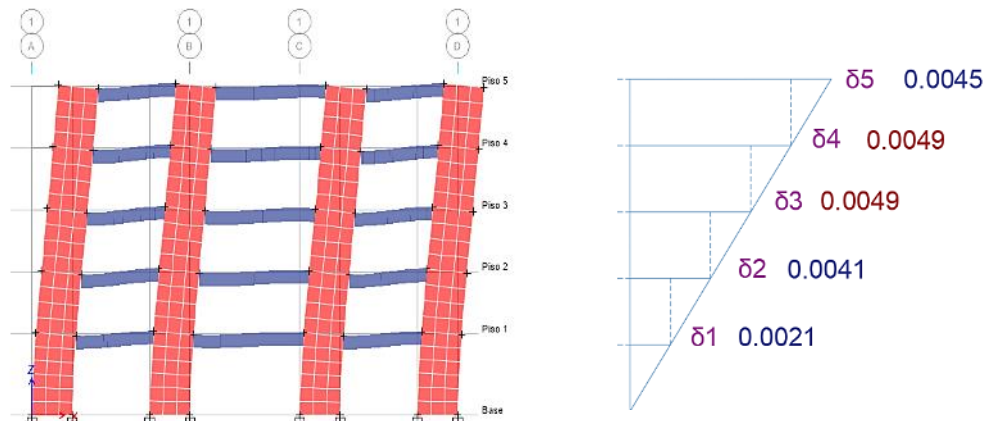 1 1 1 1
A B C D
Piso 5
Piso 4
Piso 3
Piso 2
Piso 1
Base
Z
X
δ5 0.0045
δ4 0.0049
δ3 0.0049
δ2 0.0041
δ1 0.0021